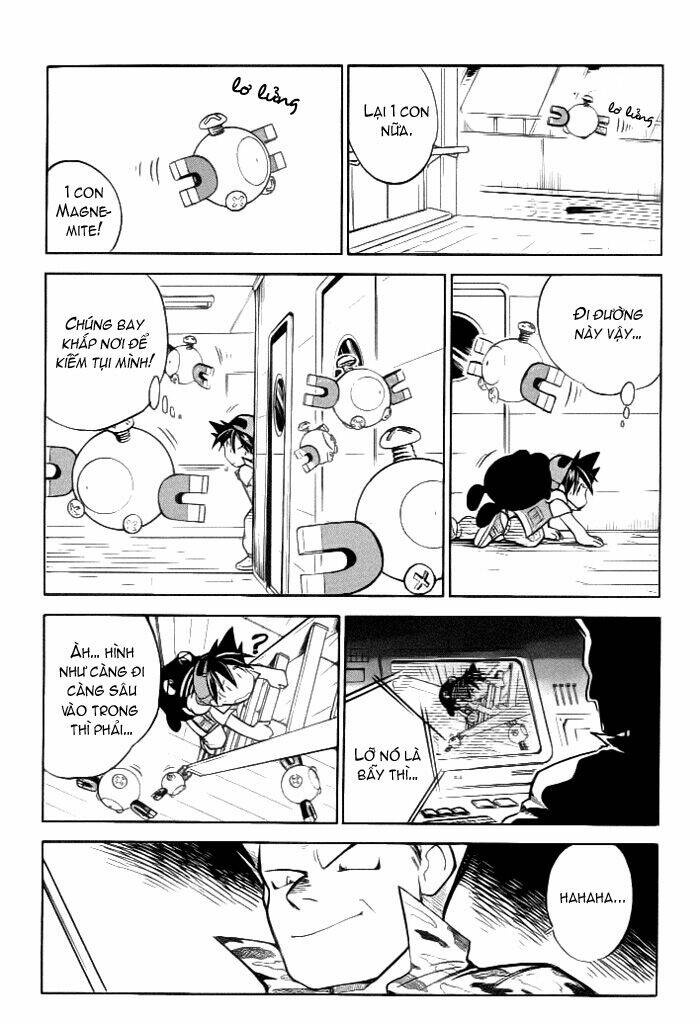 lơ lửng
1 CON
MAGNE-
MITE!
LẠI 1 CON
NỮA.
lơ lửng
CHÚNG BAY
KHẮP NƠI ĐỂ
KIẾM TỤI MÌNH!
ĐI ĐƯỜNG
NÀY VẬY...
ÀH... HÌNH
NHƯ CÀNG ĐI
CÀNG SÂU
VÀO TRONG
THÌ PHẢI...
?
LỠ NÓ LÀ
BẪY THÌ...
HAHAHA...